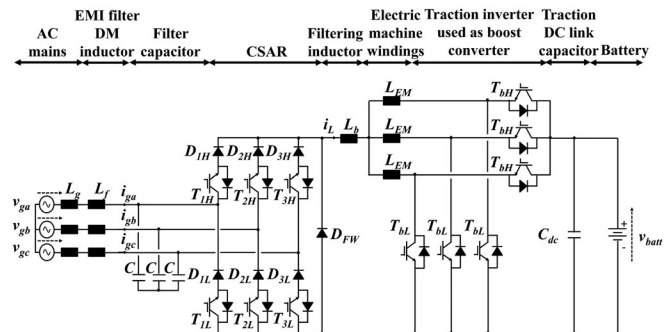 AC mains
EMI filter DM inductor
Filter capacitor
CSAR
Filtering inductor
Electric machine windings
Traction inverter used as boost converter
Traction DC link capacitor
Battery
v_ga
v_gb
v_gc
L_g
L_f
i_ga
i_gb
i_gc
C
C
C
D_1H
D_2H
D_3H
T_1H
T_2H
T_3H
D_1L
D_2L
D_3L
T_1L
T_2L
T_3L
D_FW
i_L
L_b
L_EM
L_EM
L_EM
T_bH
T_bH
T_bH
T_bL
T_bL
T_bL
C_dc
+
-
v_batt